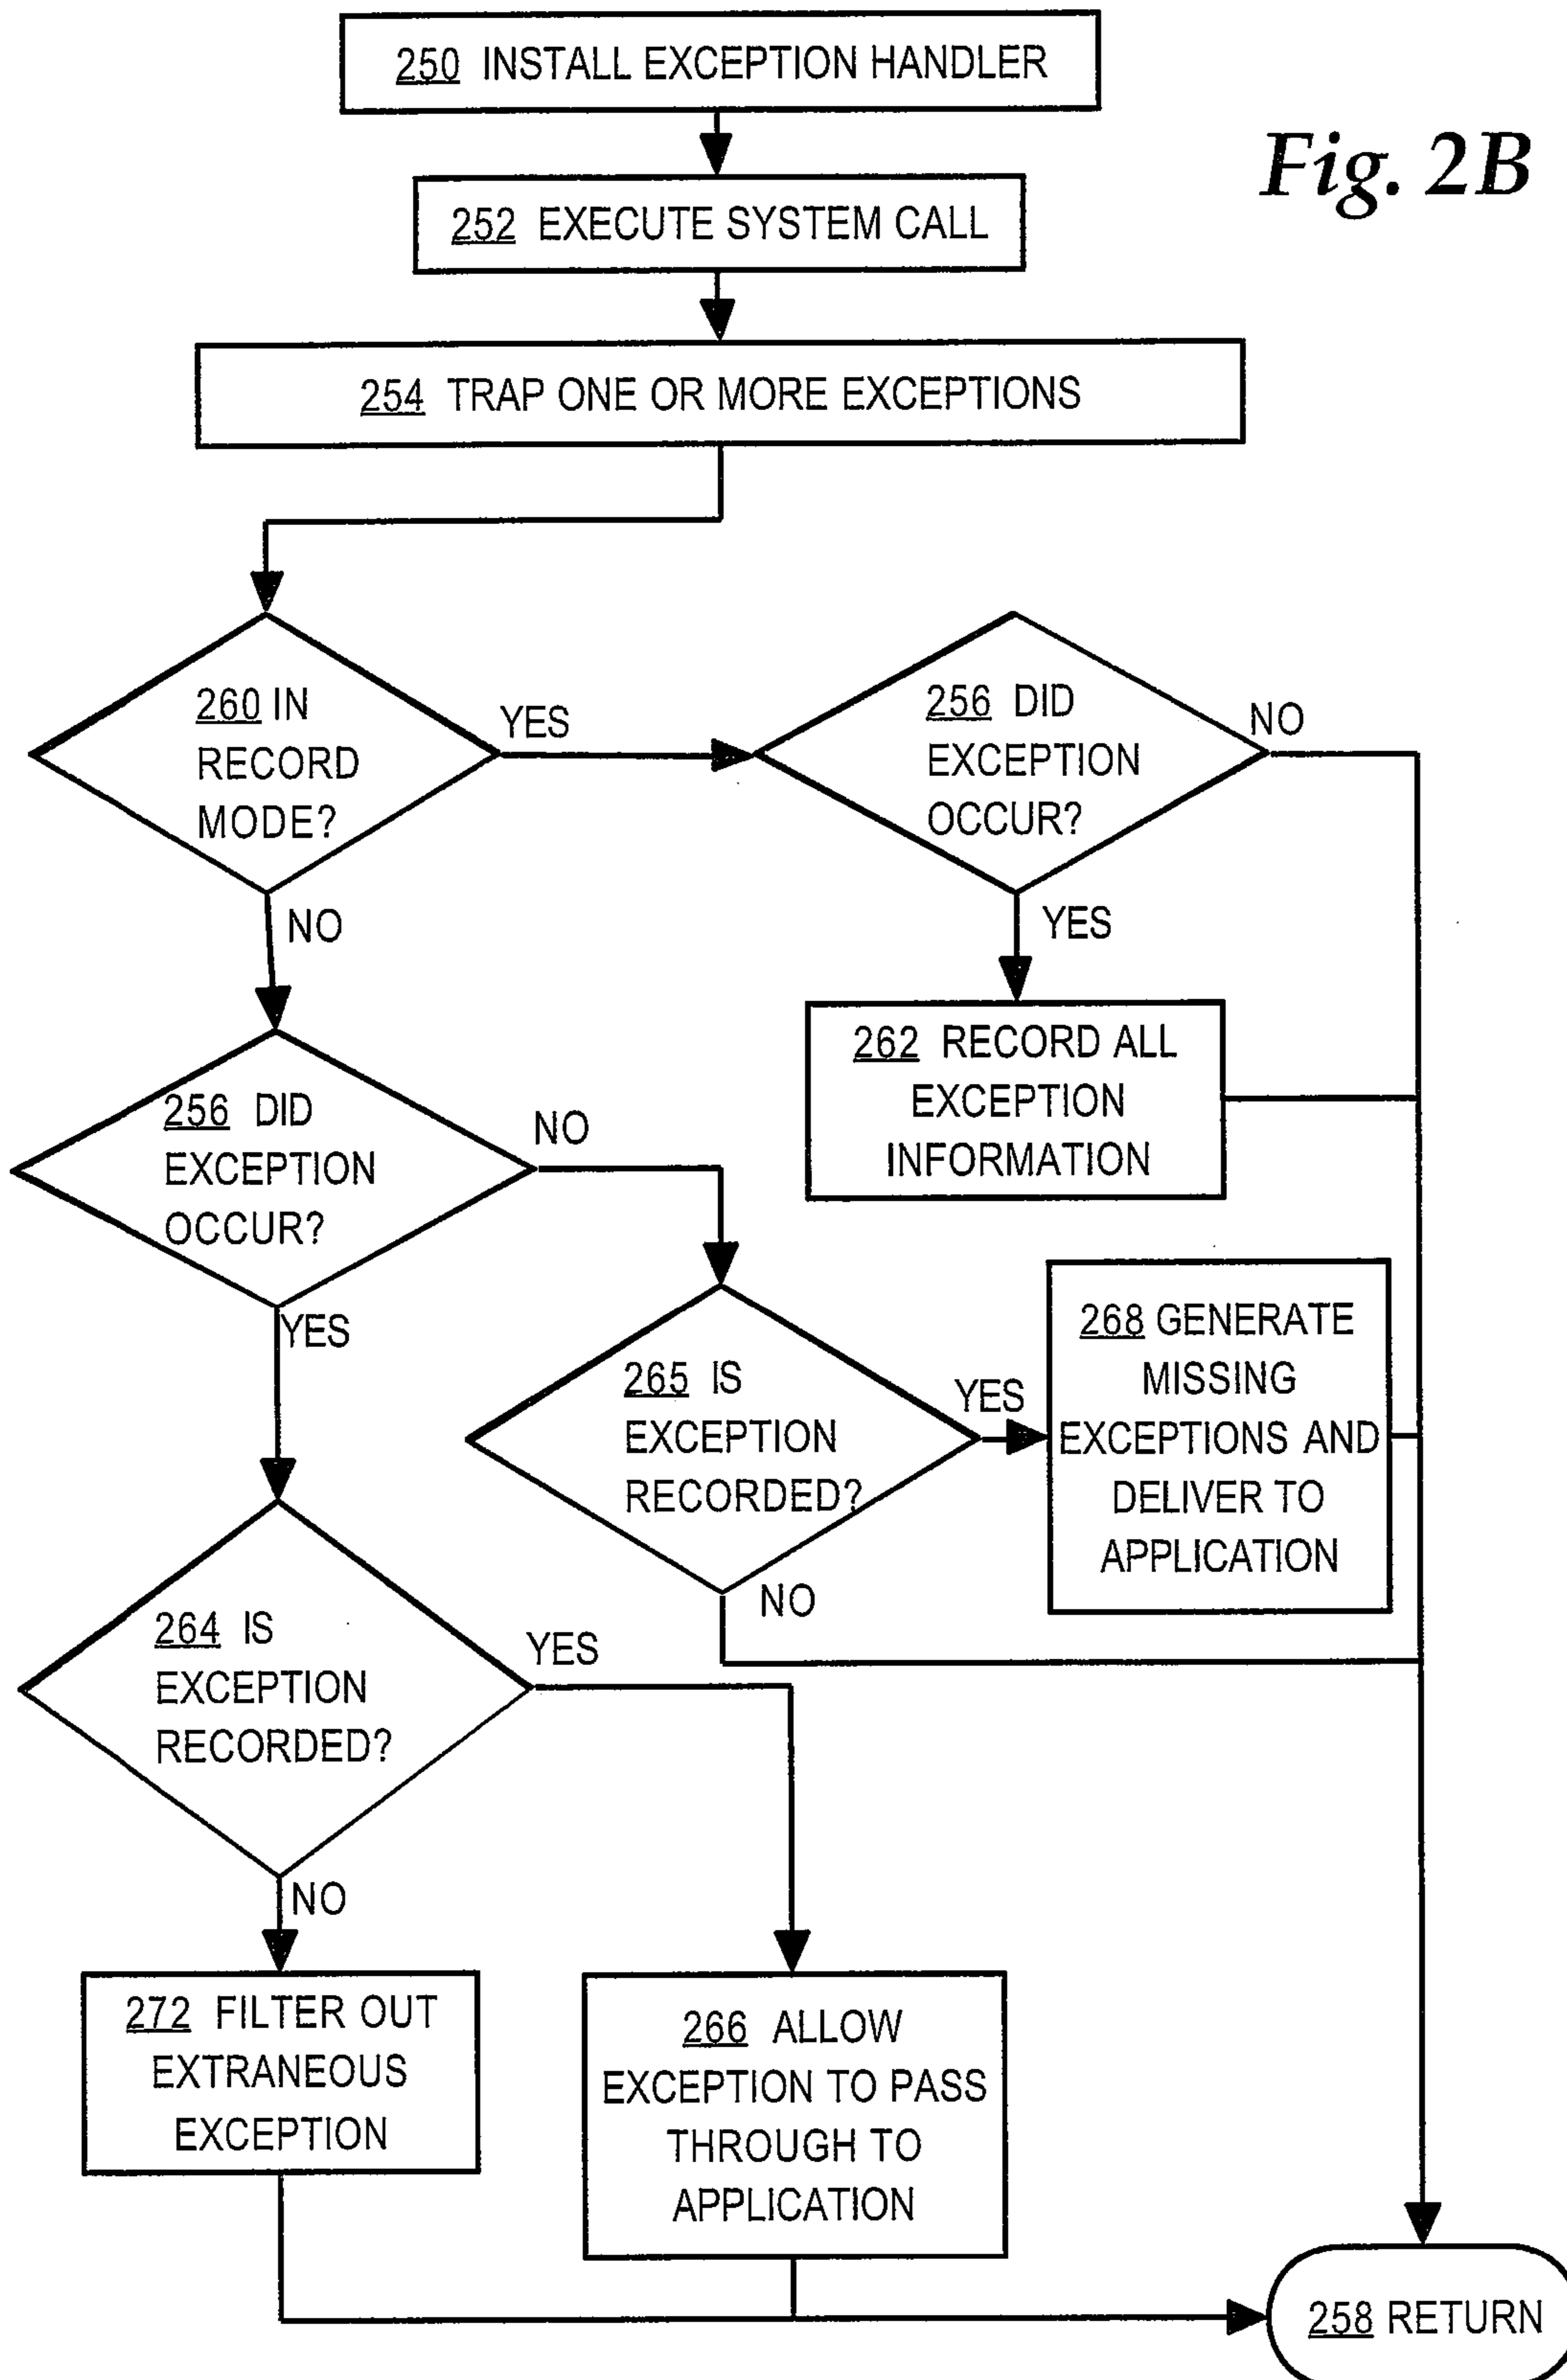 250 INSTALL EXCEPTION HANDLER
Fig. 2B
252 EXECUTE SYSTEM CALL
254 TRAP ONE OR MORE EXCEPTIONS
260 IN
RECORD
MODE?
YES
256 DID
EXCEPTION
OCCUR?
NO
NO
YES
262 RECORD ALL
EXCEPTION
INFORMATION
256 DID
EXCEPTION
OCCUR?
NO
YES
265 IS
EXCEPTION
RECORDED?
YES
268 GENERATE
MISSING
EXCEPTIONS AND
DELIVER TO
APPLICATION
NO
264 IS
EXCEPTION
RECORDED?
YES
NO
272 FILTER OUT
EXTRANEOUS
EXCEPTION
266 ALLOW
EXCEPTION TO PASS
THROUGH TO
APPLICATION
258 RETURN